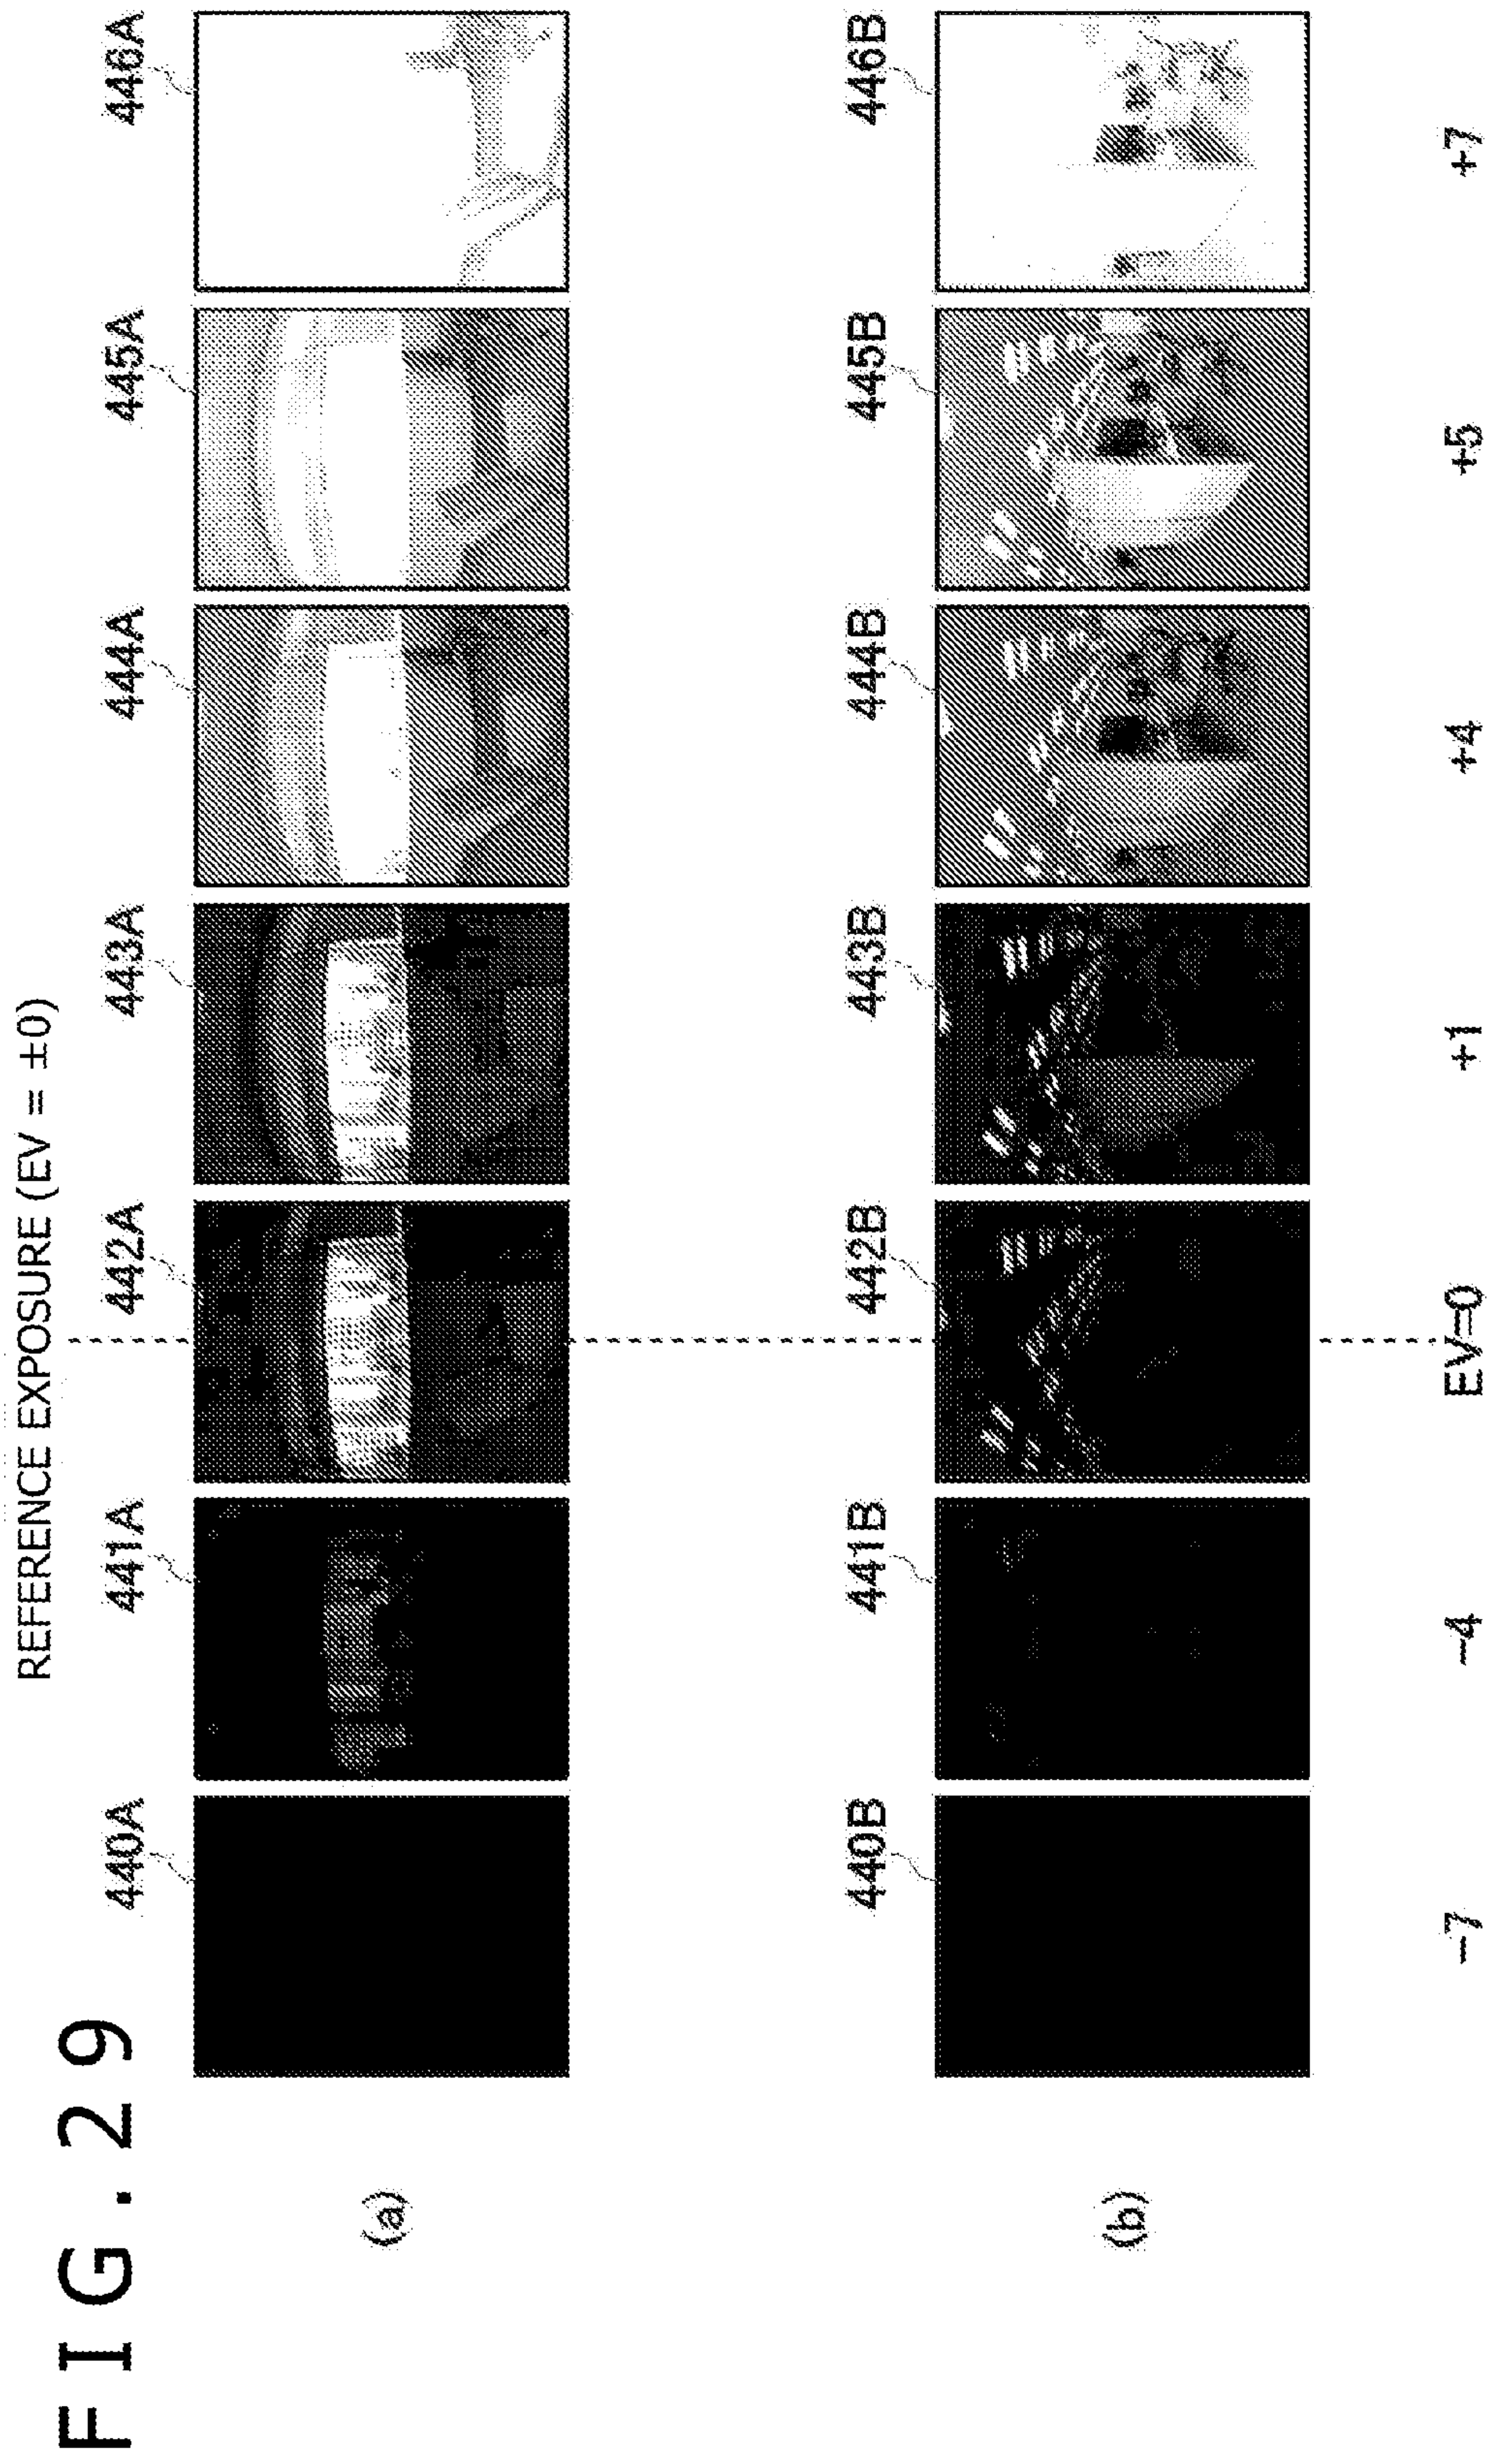 FIG. 29
REFERENCE EXPOSURE (EV = ±0)
440A 441A 442A 443A 444A 445A 446A
(a)
440B 441B 442B 443B 444B 445B 446B
(b)
−7 −4 EV=0 +1 +4 +5 +7